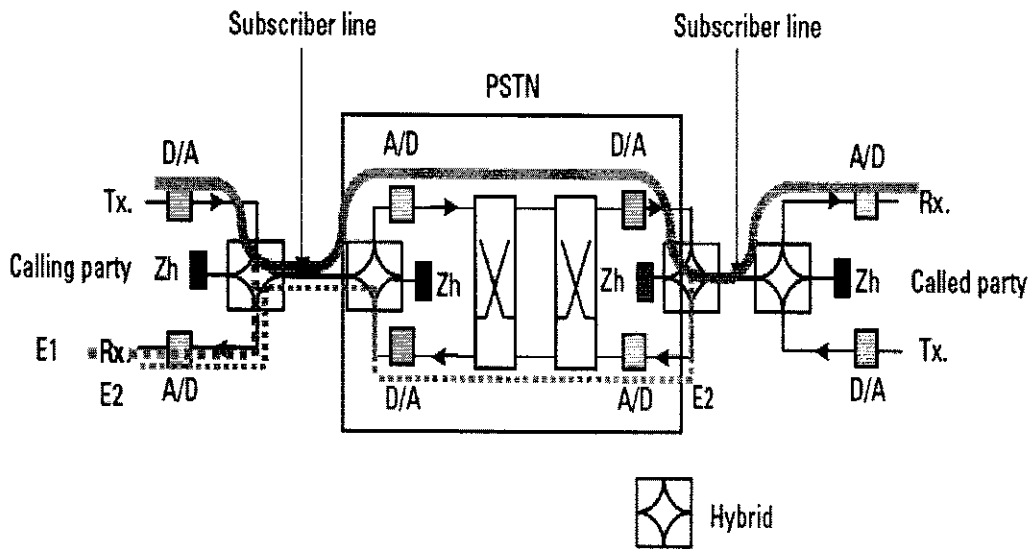 Subscriber line
Subscriber line
PSTN
D/A
A/D
D/A
A/D
Tx.
Rx.
Calling party
Zh
Zh
Zh
Zh
Called party
E1
Rx.
Tx.
E2
A/D
D/A
A/D
E2
D/A
Hybrid